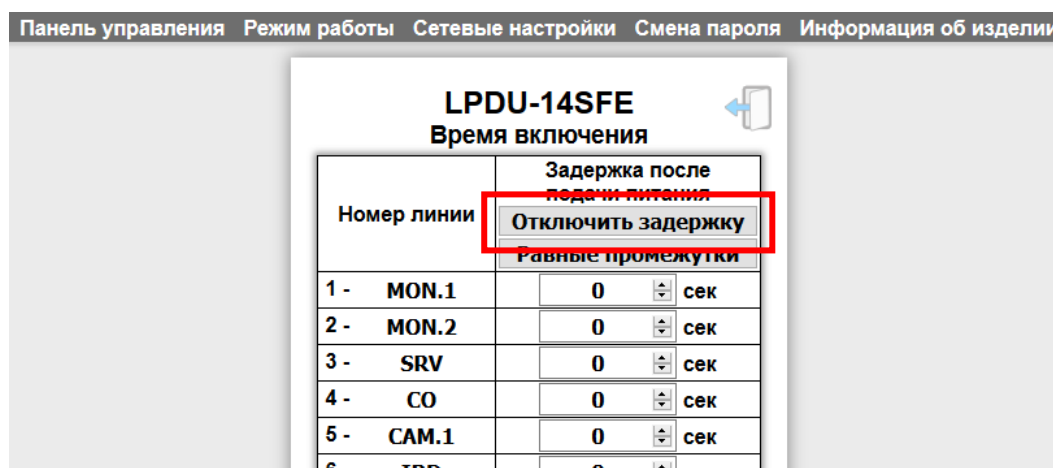 Панель управления Режим работы Сетевые настройки Смена пароля Информация об изделии
LPDU-14SFE
Время включения
Номер линии
Задержка после
подачи питания
Отключить задержку
Равные промежутки
1 - MON.1 0 сек
2 - MON.2 0 сек
3 - SRV 0 сек
4 - CO 0 сек
5 - CAM.1 0 сек